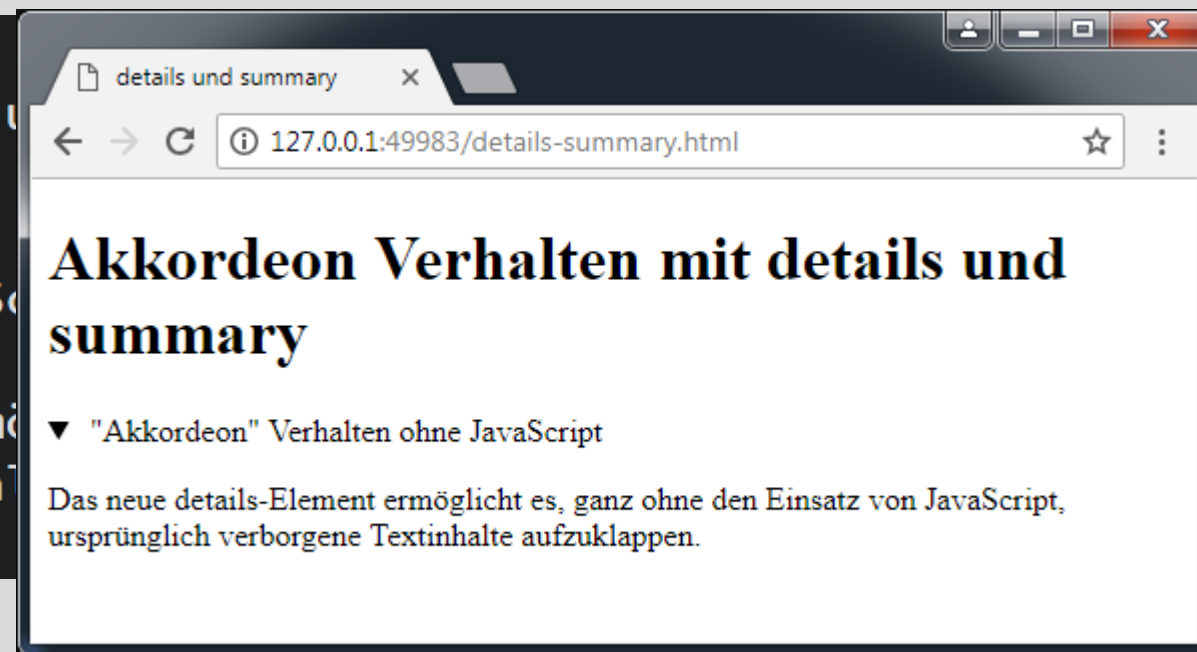 details und summary
127.0.0.1:49983/details-summary.html
Akkordeon Verhalten mit details und
summary
"Akkordeon" Verhalten ohne JavaScript
Das neue details-Element ermöglicht es, ganz ohne den Einsatz von JavaScript,
ursprünglich verborgene Textinhalte aufzuklappen.